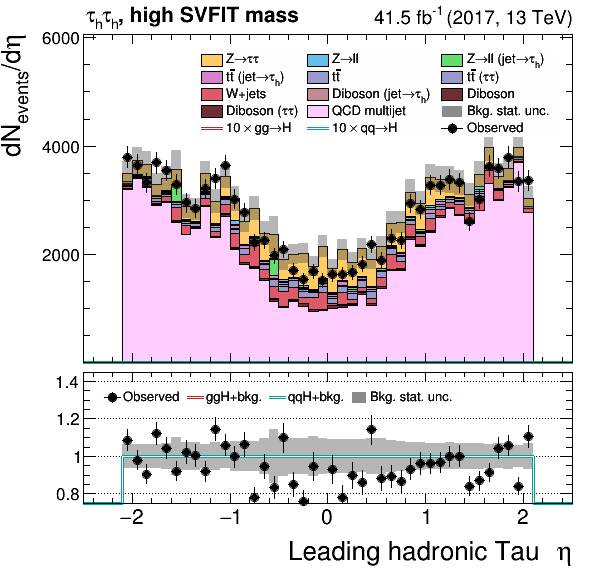 τhτh, high SVFIT mass 41.5 fb⁻¹ (2017, 13 TeV)
dNevents/dη
6000
4000
2000
Z→ττ Z→ll Z→ll (jet→τh)
tt̄ (jet→τh) tt̄ tt̄ (ττ)
W+jets Diboson (jet→τh) Diboson
Diboson (ττ) QCD multijet Bkg. stat. unc.
10 × gg→H 10 × qq→H Observed
1.4
1.2
1
0.8
Observed ggH+bkg. qqH+bkg. Bkg. stat. unc.
−2 −1 0 1 2
Leading hadronic Tau η